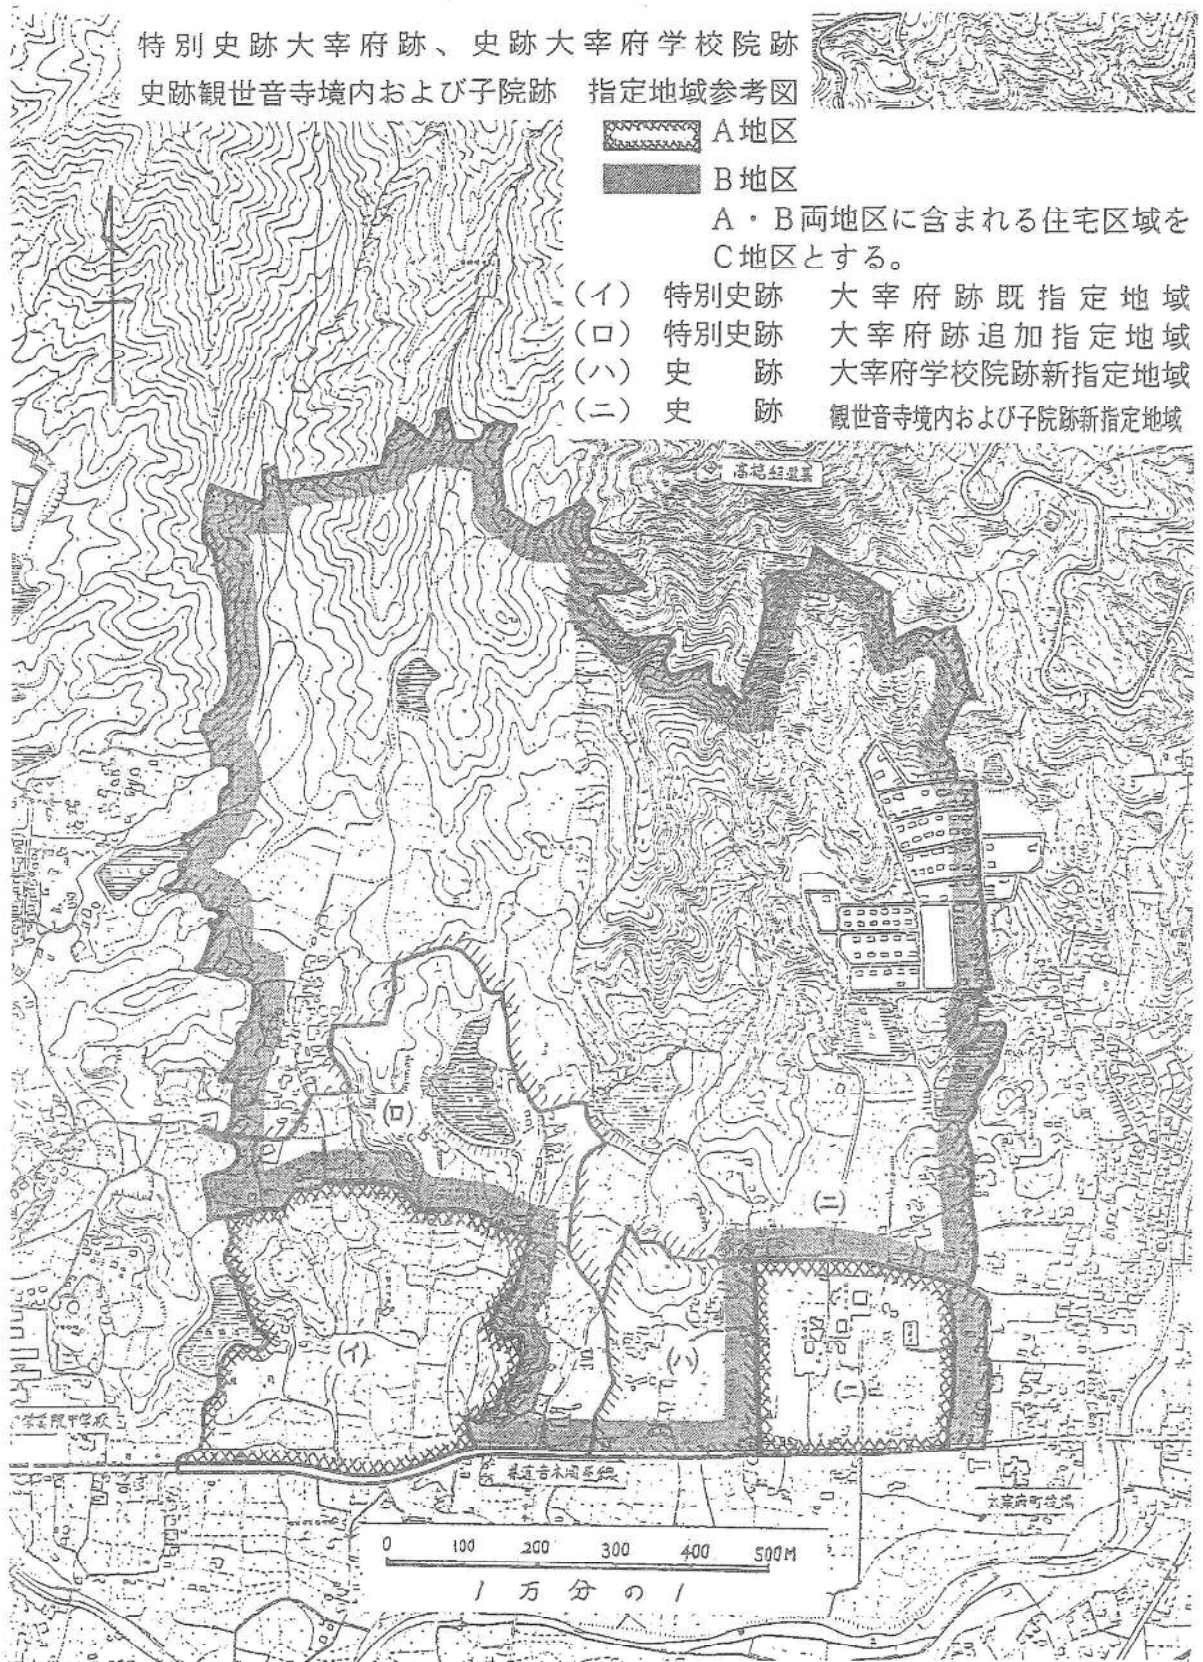 特別史跡大宰府跡、史跡大宰府学校院跡
史跡観世音寺境内および子院跡 指定地域参考図
A地区
B地区
A・B両地区に含まれる住宅区域を
C地区とする。
(イ) 特別史跡 大宰府跡既指定地域
(ロ) 特別史跡 大宰府跡追加指定地域
(ハ) 史跡 大宰府学校院跡新指定地域
(ニ) 史跡 観世音寺境内および子院跡新指定地域
(ロ)
(ニ)
(イ)
(ハ)
(ニ)
大宰府町役場
0 100 200 300 400 500M
1万分の1